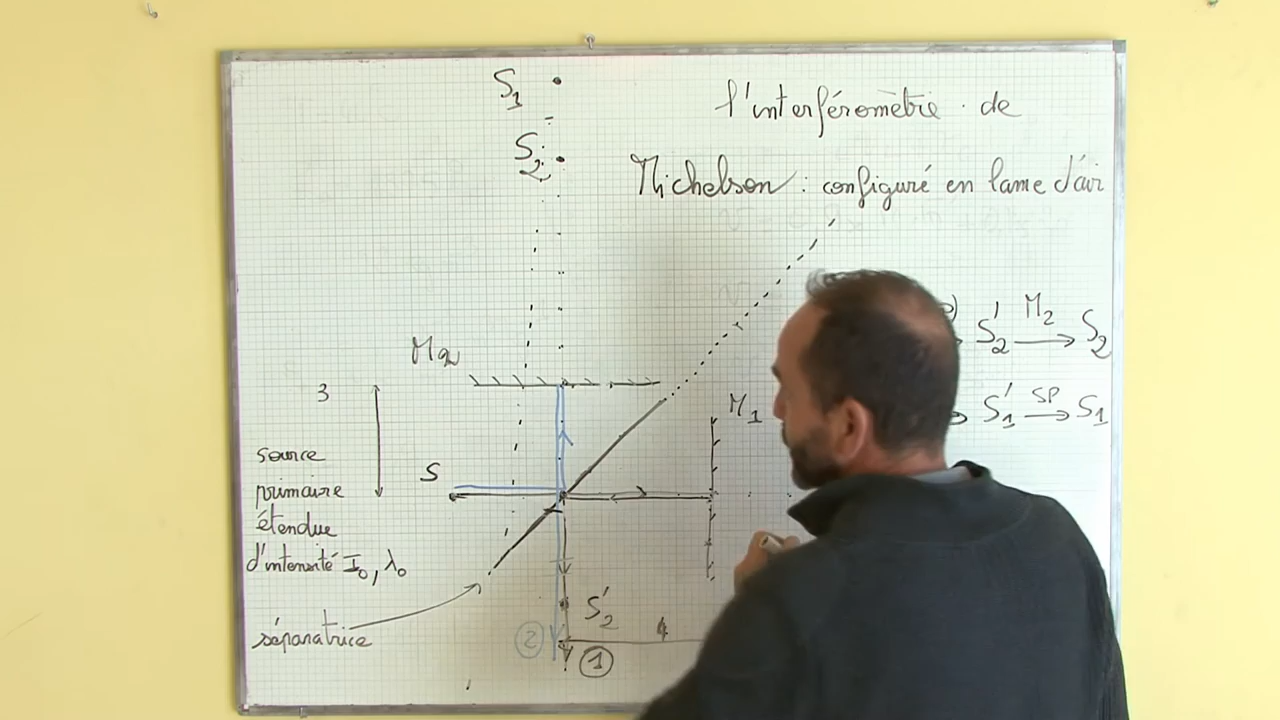 S1
l'interféromètre de
S2
Michelson : configuré en lame d'air
M2
S'2 M2 → S2
3
M1
S'1 SP → S1
source
S
primaire
étendue
d'intensité I0, λ0
S'2
séparatrice
4
2
1